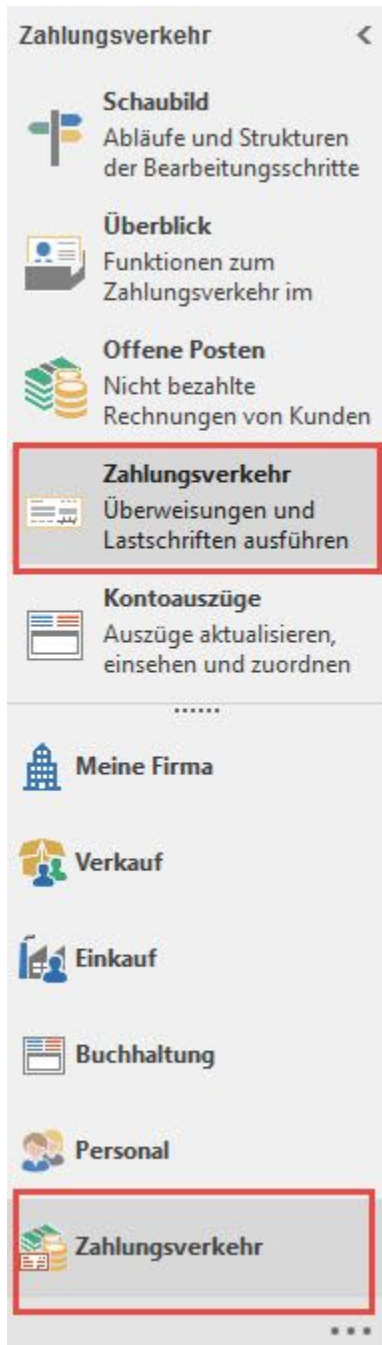 Zahlungsverkehr
Schaubild
Abläufe und Strukturen
der Bearbeitungsschritte
Überblick
Funktionen zum
Zahlungsverkehr im
Offene Posten
Nicht bezahlte
Rechnungen von Kunden
Zahlungsverkehr
Überweisungen und
Lastschriften ausführen
Kontoauszüge
Auszüge aktualisieren,
einsehen und zuordnen
Meine Firma
Verkauf
Einkauf
Buchhaltung
Personal
Zahlungsverkehr